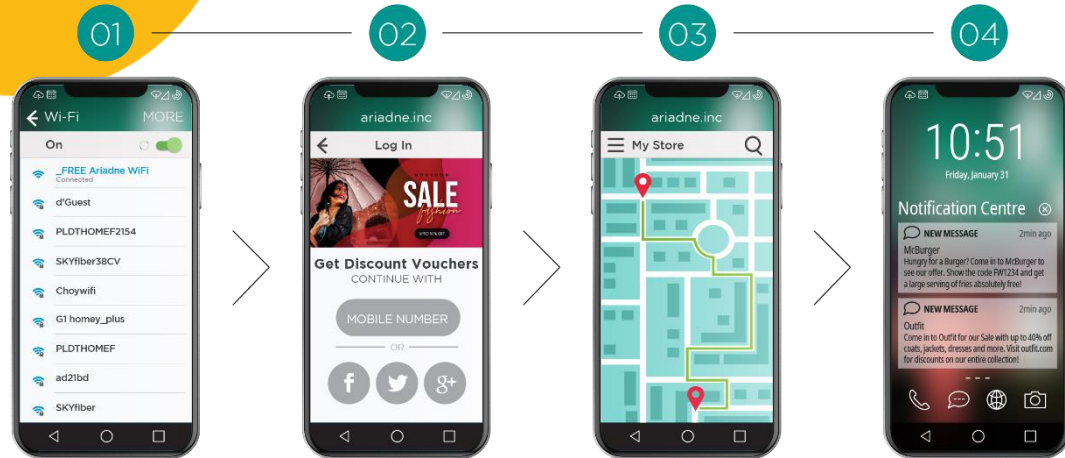 01
02
03
04
Wi-Fi
MORE
On
_FREE Ariadne WiFi
Connected
d'Guest
PLDTHOMEF2154
SKYfiber38CV
Choywifi
G1 homey_plus
PLDTHOMEF
ad21bd
SKYfiber
ariadne.inc
Log In
SALE
fashion
Get Discount Vouchers
CONTINUE WITH
MOBILE NUMBER
OR
f
g+
ariadne.inc
My Store
10:51
Friday, January 31
Notification Centre
NEW MESSAGE 2min ago
McBurger
Hungry for a Burger? Come in to McBurger to
see our offer. Show the code FW1234 and get
a large serving of fries absolutely free!
NEW MESSAGE 2min ago
Outfit
Come in to Outfit for our Sale with up to 40% off
coats, jackets, dresses and more. Visit outfit.com
for discounts on our entire collection!